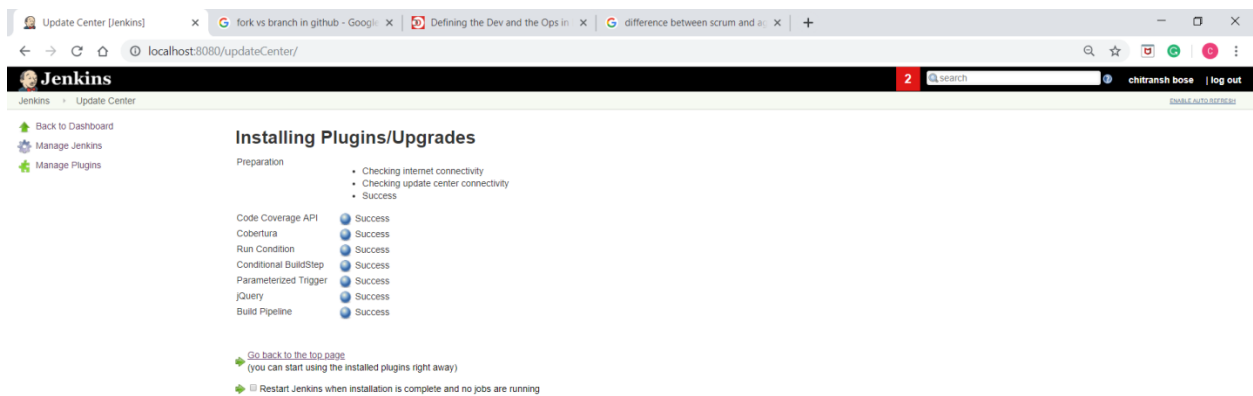 Update Center [Jenkins]
fork vs branch in github - Google
Defining the Dev and the Ops in
difference between scrum and ag
localhost:8080/updateCenter/
Jenkins
2
search
chitransh bose | log out
Jenkins Update Center
ENABLE AUTO REFRESH
Back to Dashboard
Manage Jenkins
Manage Plugins
Installing Plugins/Upgrades
Preparation
• Checking internet connectivity
• Checking update center connectivity
• Success
Code Coverage API Success
Cobertura Success
Run Condition Success
Conditional BuildStep Success
Parameterized Trigger Success
jQuery Success
Build Pipeline Success
Go back to the top page
(you can start using the installed plugins right away)
Restart Jenkins when installation is complete and no jobs are running